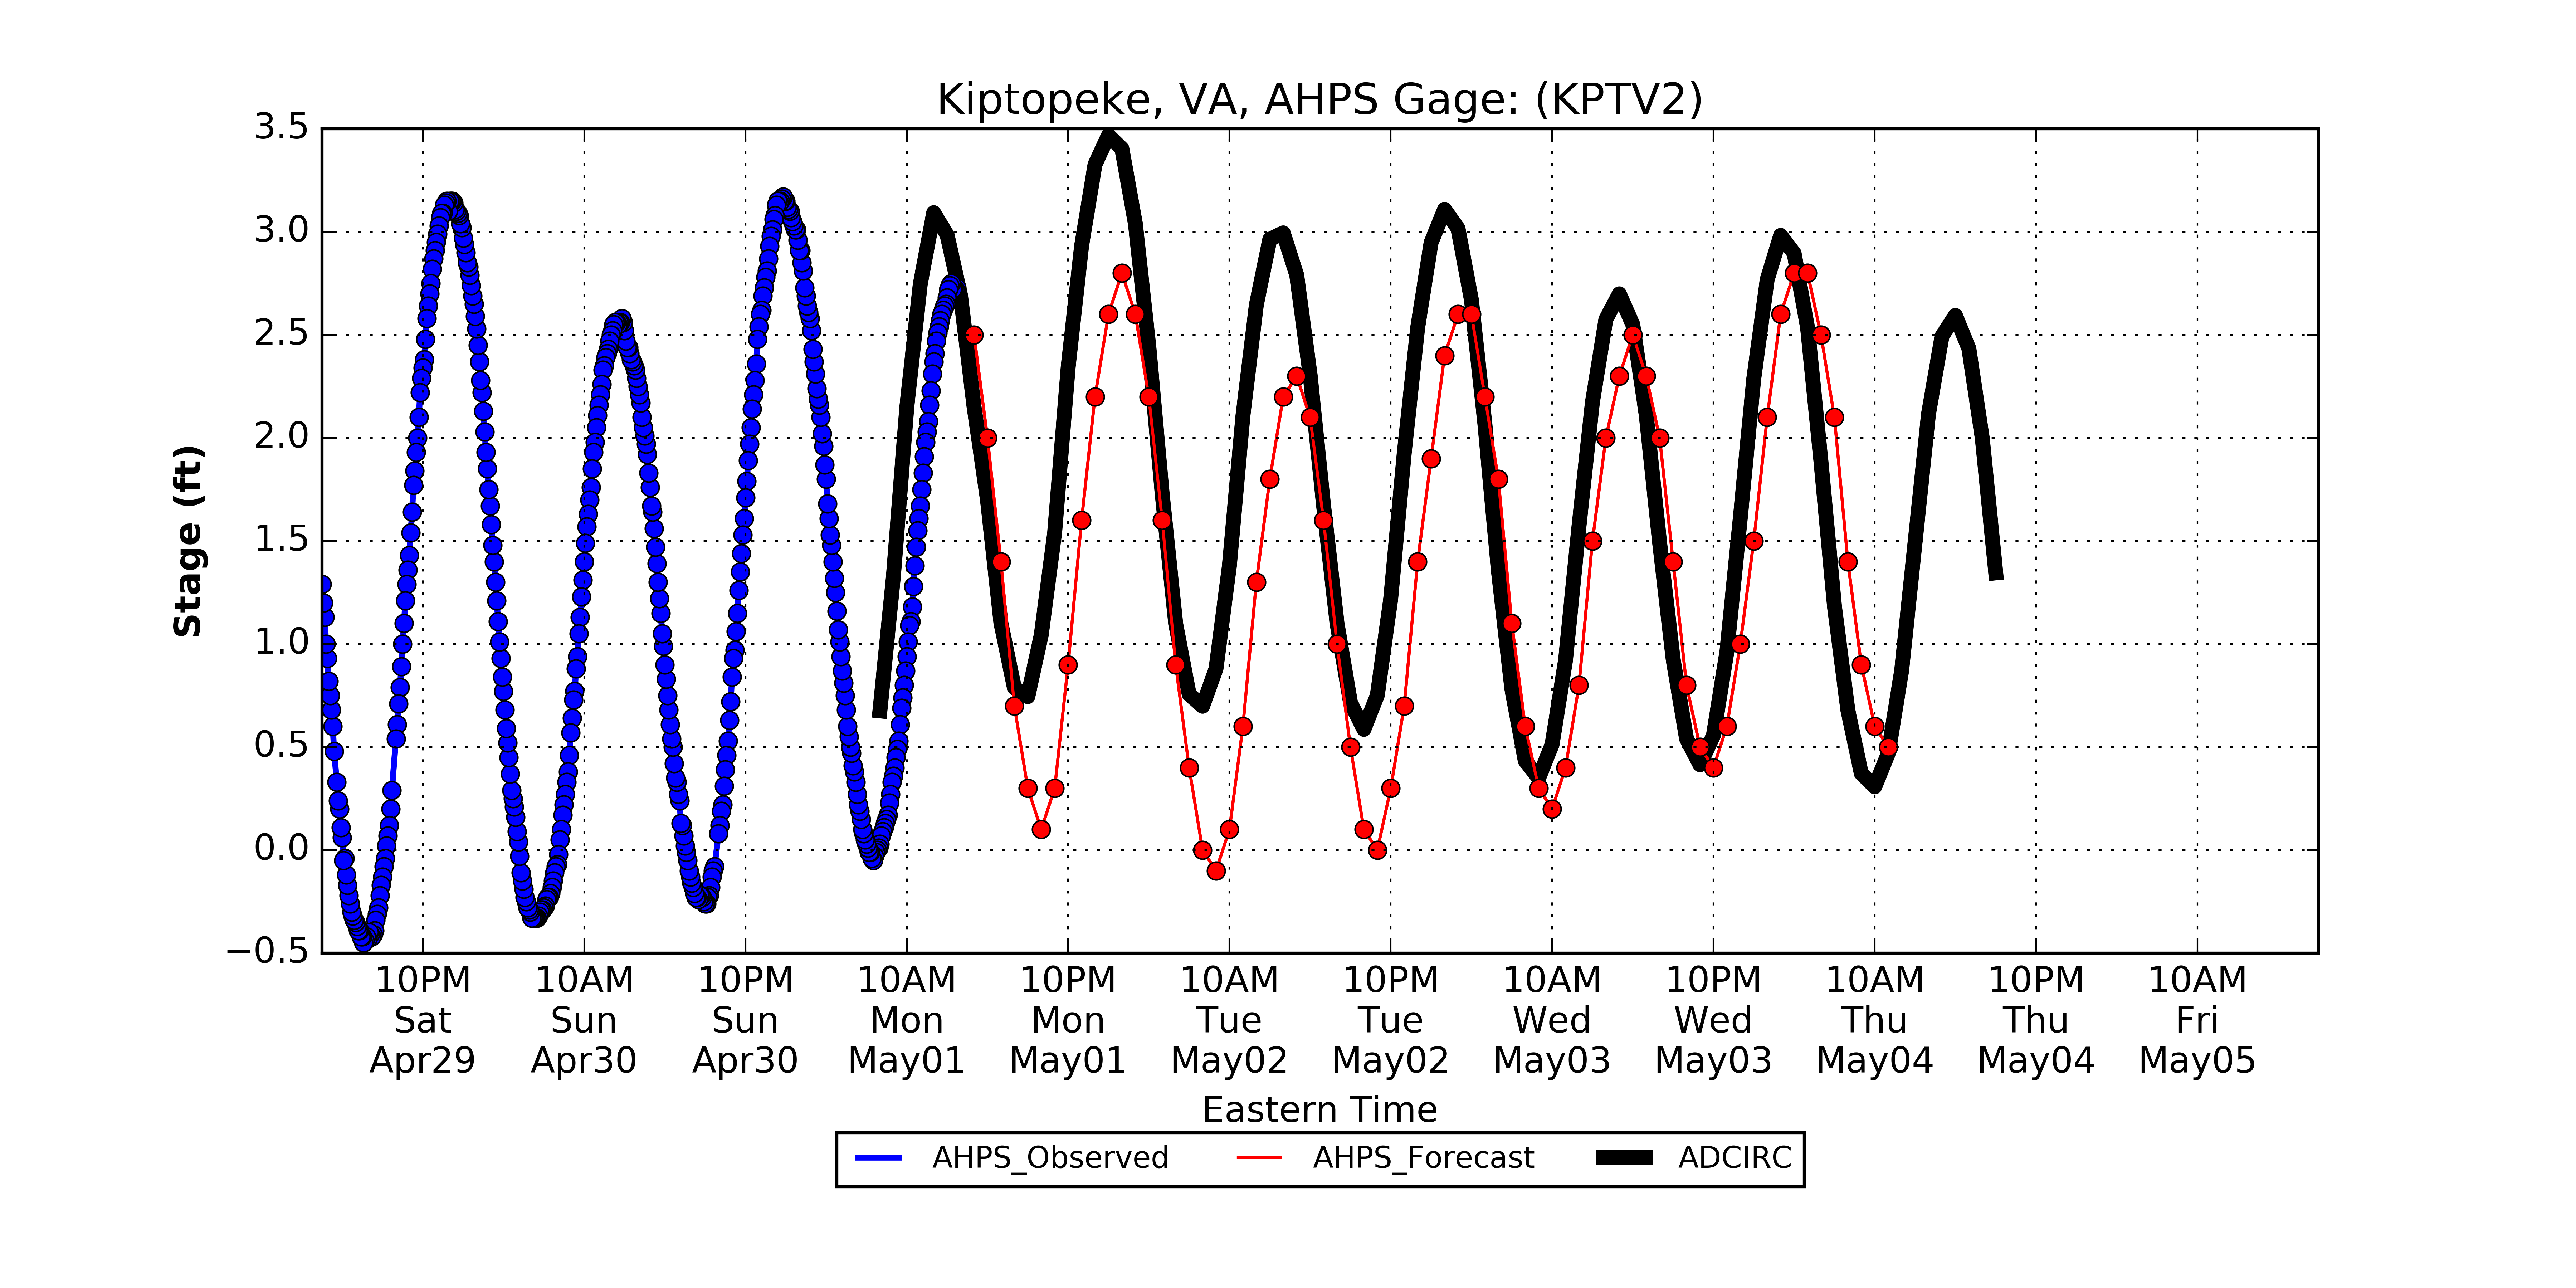 Kiptopeke, VA, AHPS Gage: (KPTV2)
3.5
3.0
2.5
2.0
1.5
1.0
0.5
0.0
−0.5
Stage (ft)
10PM 10AM 10PM 10AM 10PM 10AM 10PM 10AM 10PM 10AM 10PM 10AM
Sat Sun Sun Mon Mon Tue Tue Wed Wed Thu Thu Fri
Apr29 Apr30 Apr30 May01 May01 May02 May02 May03 May03 May04 May04 May05
Eastern Time
AHPS_Observed AHPS_Forecast ADCIRC